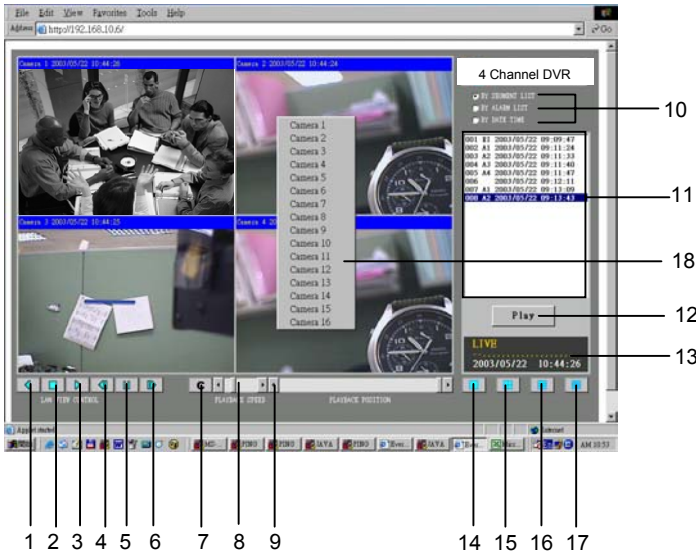 File Edit View Favorites Tools Help
Address http://192.168.10.6/ Go
Camera 1 2003/05/22 10:44:26
Camera 2 2003/05/22 10:44:24
4 Channel DVR
BY SEGMENT LIST
BY ALARM LIST
BY DATE TIME
10
001 E1 2003/05/22 09:09:47
002 A1 2003/05/22 09:11:24
003 A2 2003/05/22 09:11:33
004 A3 2003/05/22 09:11:40
005 A4 2003/05/22 09:11:47
006 2003/05/22 09:12:11
007 A1 2003/05/22 09:13:09
008 A2 2003/05/22 09:13:43
11
Camera 1
Camera 2
Camera 3
Camera 4
Camera 5
Camera 6
Camera 7
Camera 8
Camera 9
Camera 10
Camera 11
Camera 12
Camera 13
Camera 14
Camera 15
Camera 16
18
Camera 3 2003/05/22 10:44:25
Camera 4
Play
12
LIVE
13
2003/05/22 10:44:26
LAN VIEW CONTROL PLAYBACK SPEED PLAYBACK POSITION
Applet started Internet
JAVA JAVA AM 10:53
1 2 3 4 5 6 7 8 9 14 15 16 17